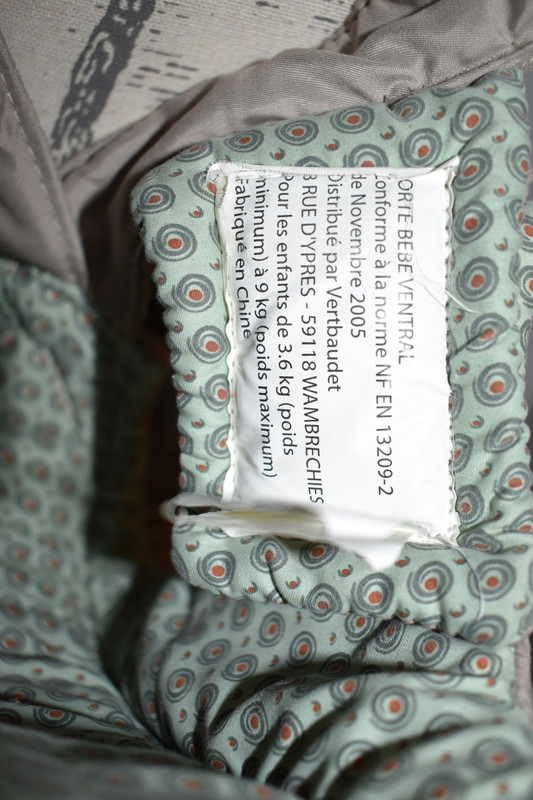 ORTE BEBE VENTRAL
onforme à la norme NF EN 13209-2
de Novembre 2005
Distribué par Vertbaudet
3 RUE D'YPRES - 59118 WAMBRECHIES
Pour les enfants de 3.6 kg (poids
minimum) à 9 kg (poids maximum)
Fabriqué en Chine